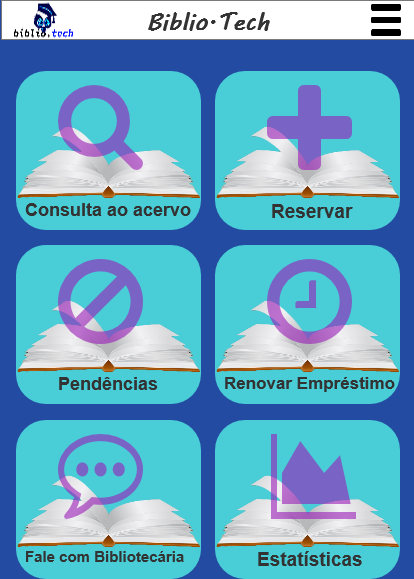 biblio.tech
Biblio·Tech
Consulta ao acervo
Reservar
Pendências
Renovar Empréstimo
Fale com Bibliotecária
Estatísticas